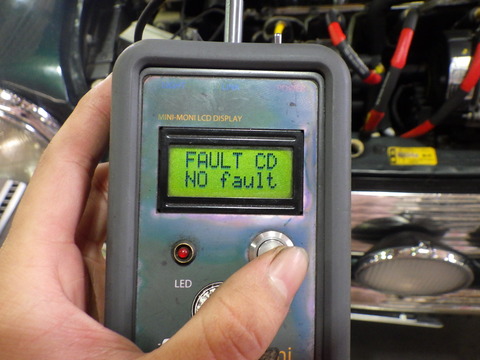 MINI-MONI LCD DISPLAY
FAULT CD
NO fault
LED